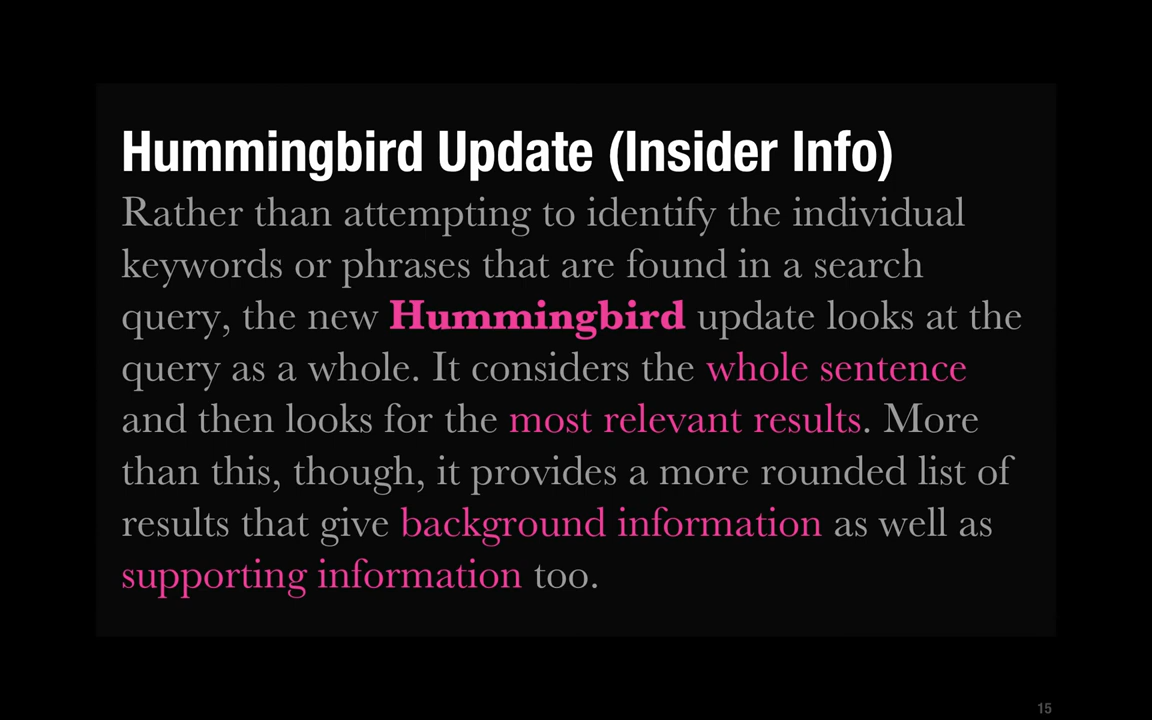 Hummingbird Update (Insider Info)
Rather than attempting to identify the individual
keywords or phrases that are found in a search
query, the new Hummingbird update looks at the
query as a whole. It considers the whole sentence
and then looks for the most relevant results. More
than this, though, it provides a more rounded list of
results that give background information as well as
supporting information too.
15